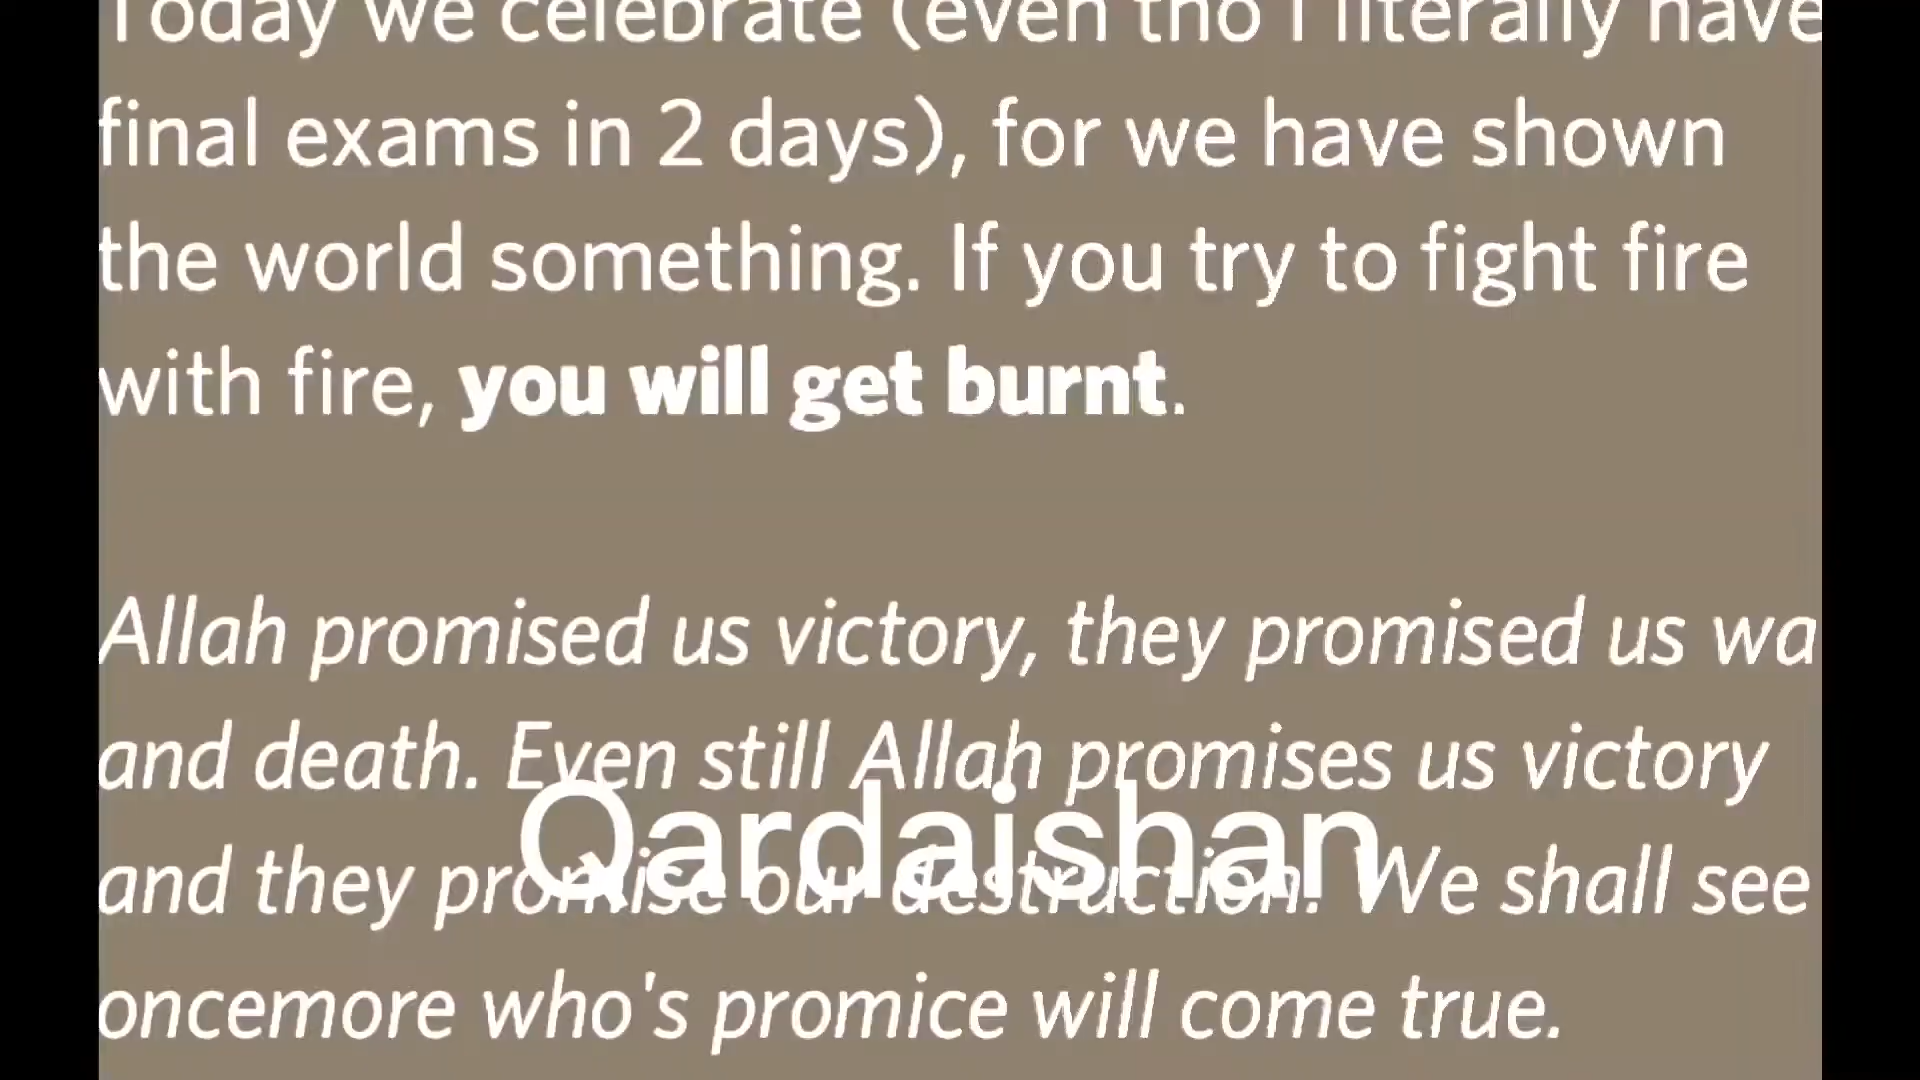 Today we celebrate (even tho I literally have
final exams in 2 days), for we have shown
the world something. If you try to fight fire
with fire, you will get burnt.
Allah promised us victory, they promised us wa
and death. Even still Allah promises us victory
and they promise our destruction. We shall see
oncemore who's promice will come true.
Qardaishan